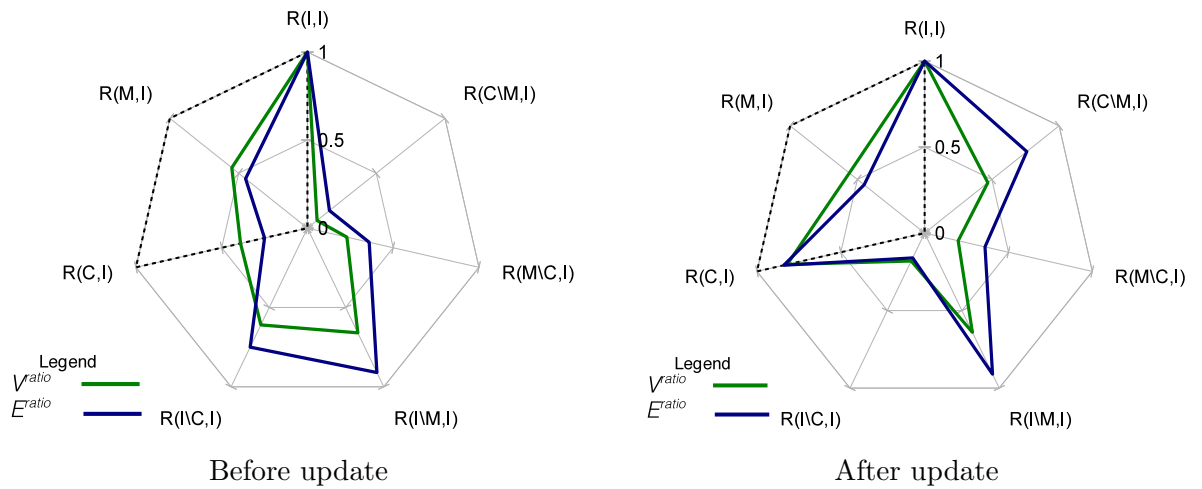 R(I,I)
1
R(M,I)
R(C\M,I)
0.5
0
R(C,I)
R(M\C,I)
Legend
V^ratio
E^ratio
R(I\C,I)
R(I\M,I)
Before update
R(I,I)
1
R(M,I)
R(C\M,I)
0.5
0
R(C,I)
R(M\C,I)
Legend
V^ratio
E^ratio
R(I\C,I)
R(I\M,I)
After update